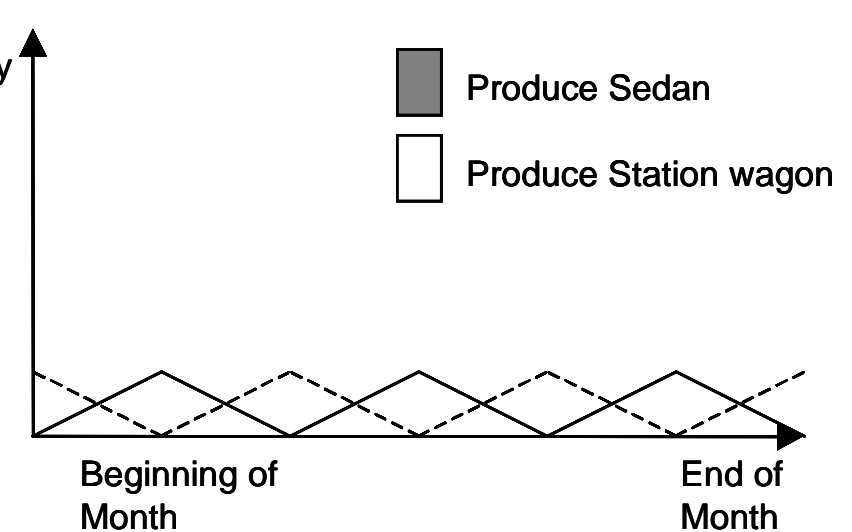 Produce Sedan
Produce Station wagon
Beginning of
Month
End of
Month